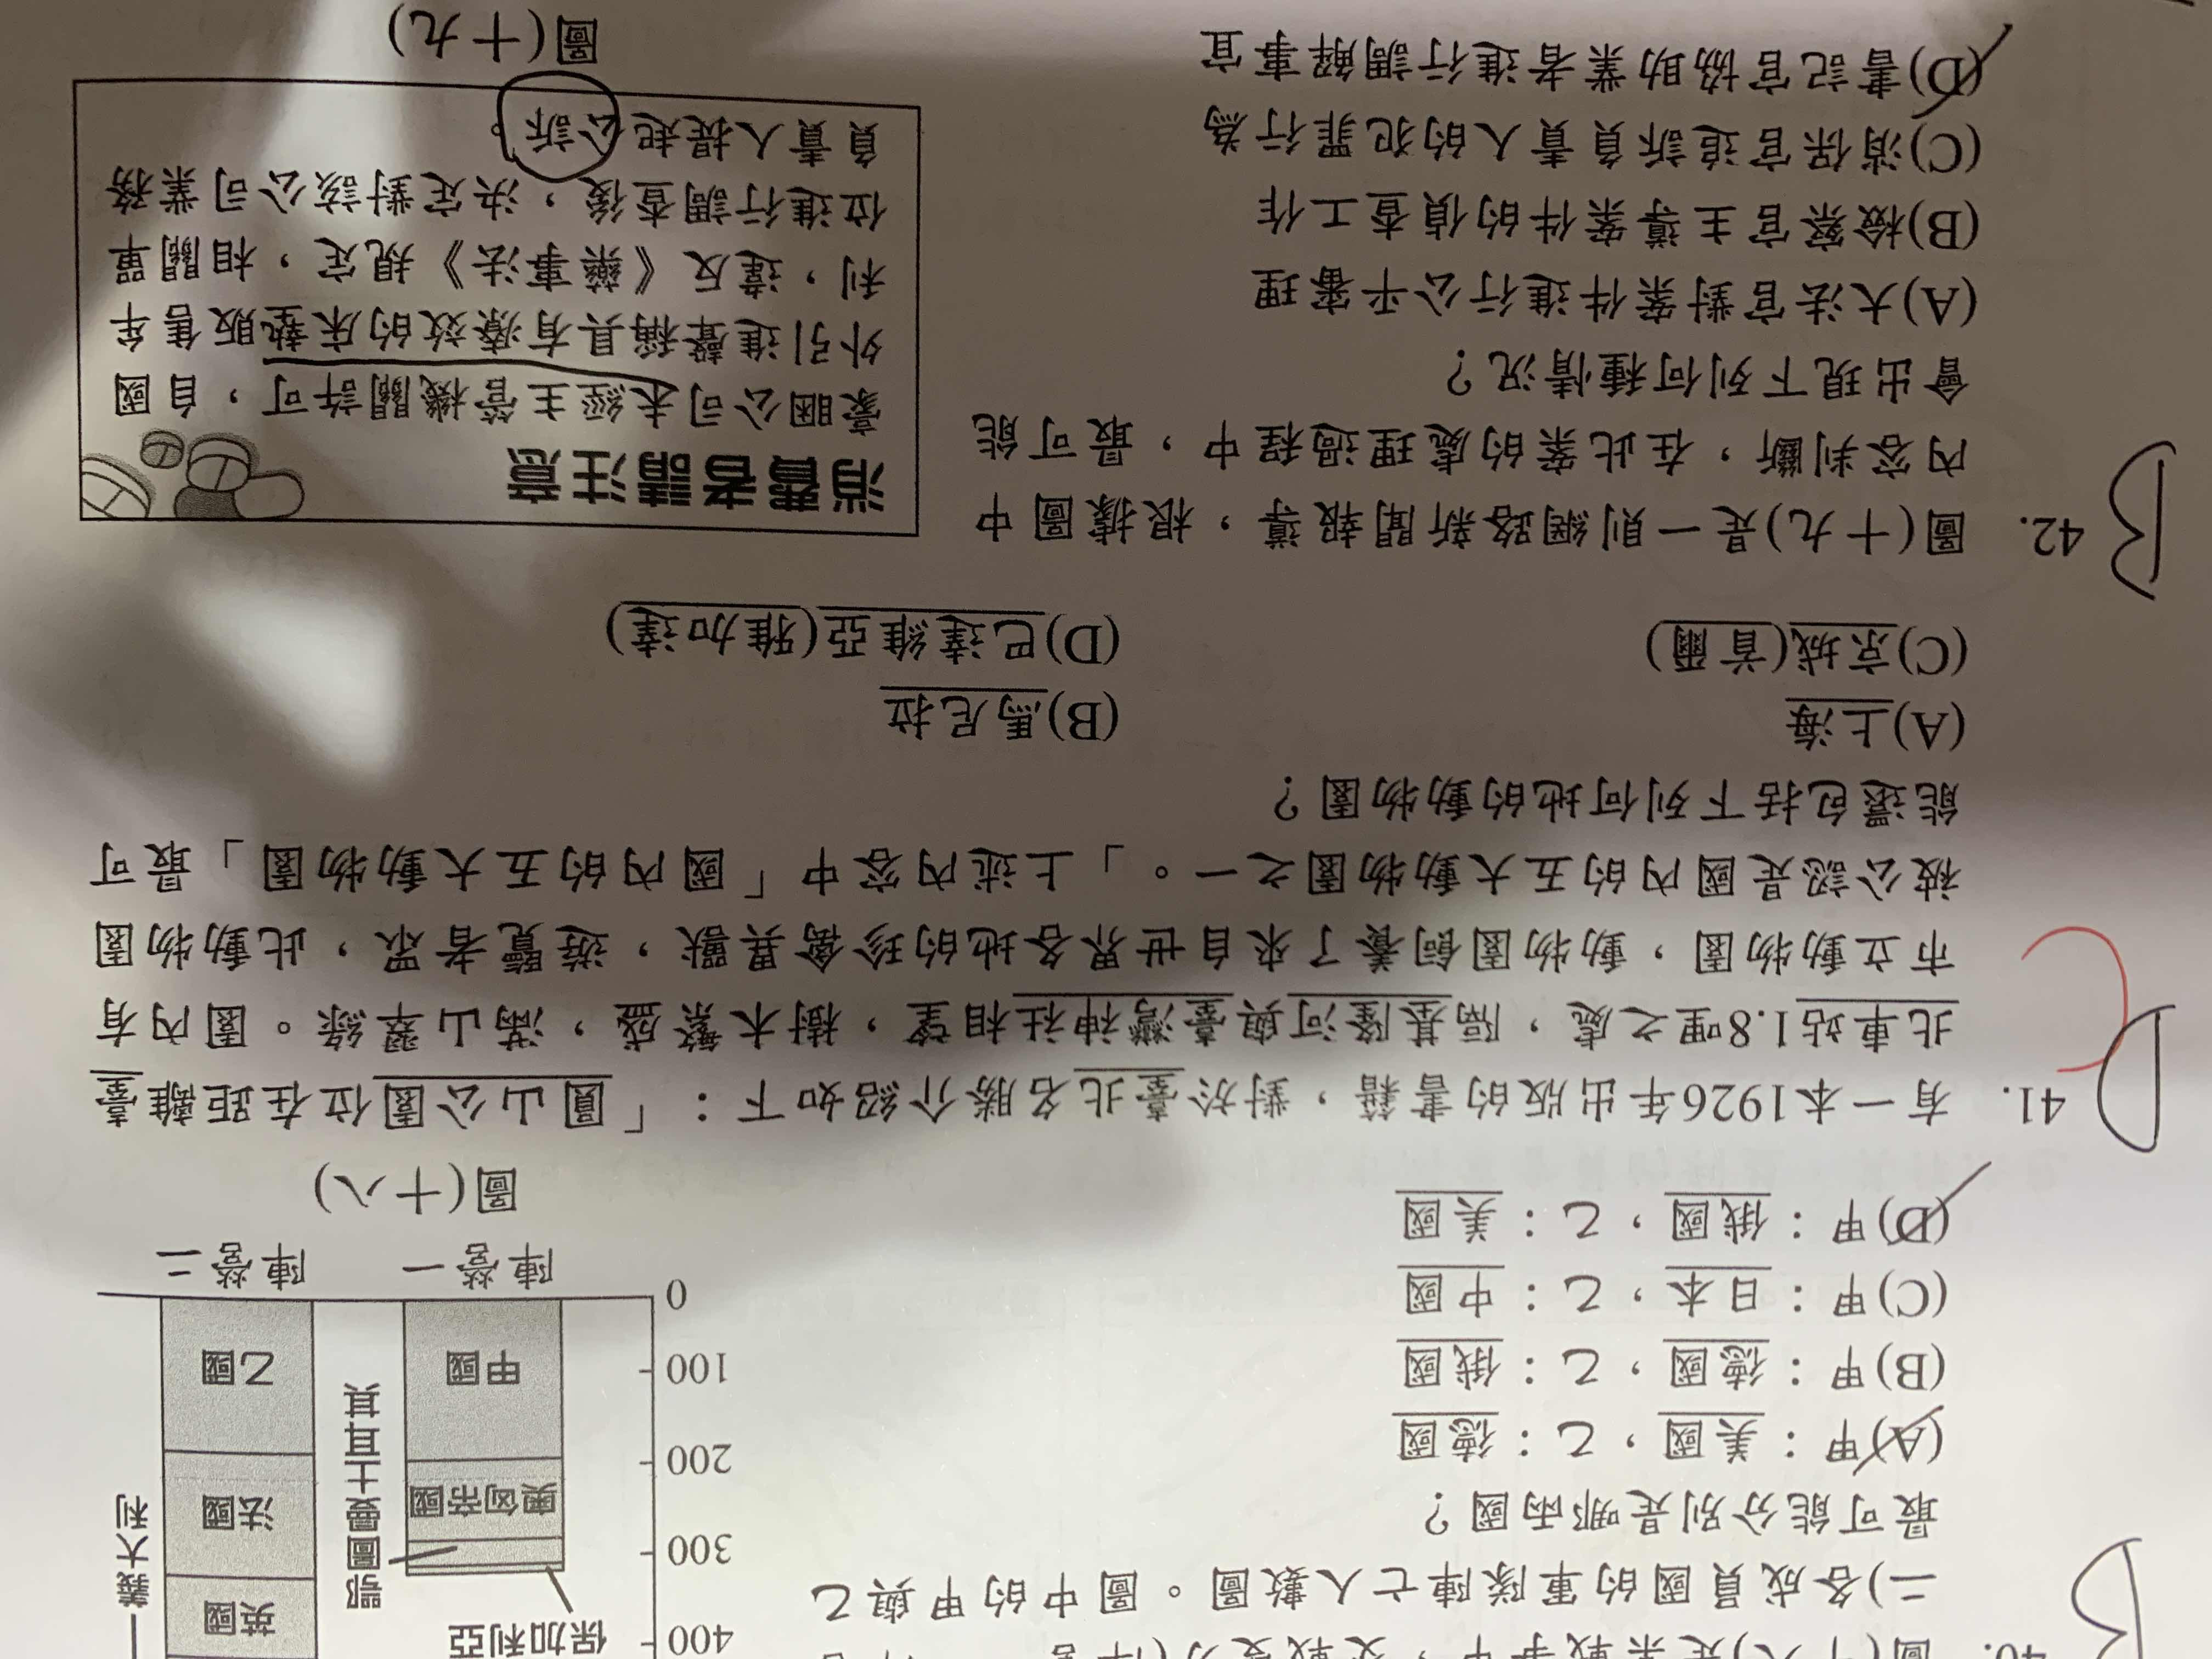 二)各成員國的軍隊陣亡人數圖。圖中的甲與乙
最可能分別是哪兩國?
(A)甲:美國,乙:德國
(B)甲:德國,乙:俄國
(C)甲:日本,乙:中國
(D)甲:俄國,乙:美國
400
300
200
100
0
保加利亞
鄂圖曼土耳其
奧匈帝國
甲國
義大利
英國
法國
乙國
陣營一
陣營二
圖(十八)
D
41. 有一本1926年出版的書籍,對於臺北名勝介紹如下:「圓山公園位在距離臺
北車站1.8哩之處,隔基隆河與臺灣神社相望,樹木繁盛,滿山翠綠。園內有
市立動物園,動物園飼養了來自世界各地的珍禽異獸,遊覽者眾,此動物園
被公認是國內的五大動物園之一。」上述內容中「國內的五大動物園」最可
能還包括下列何地的動物園?
(A)上海
(B)馬尼拉
(C)京城(首爾)
(D)巴達維亞(雅加達)
B
42. 圖(十九)是一則網路新聞報導,根據圖中
內容判斷,在此案的處理過程中,最可能
會出現下列何種情況?
(A)大法官對案件進行公平審理
(B)檢察官主導案件的偵查工作
(C)消保官追訴負責人的犯罪行為
(D)書記官協助業者進行調解事宜
消費者請注意
豪睏公司未經主管機關許可,自國
外引進聲稱具有療效的床墊販售牟
利,違反《藥事法》規定,相關單
位進行調查後,決定對該公司業務
負責人提起公訴。
圖(十九)